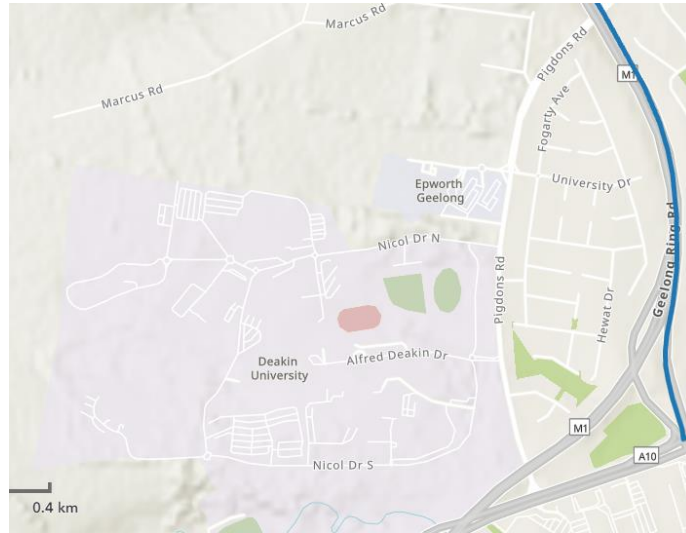 Marcus Rd
Pigdons Rd
M1
Marcus Rd
Fogarty Ave
Epworth
Geelong
University Dr
Nicol Dr N
Geelong Ring Rd
Pigdons Rd
Hewat Dr
Deakin
University
Alfred Deakin Dr
M1
A10
Nicol Dr S
0.4 km